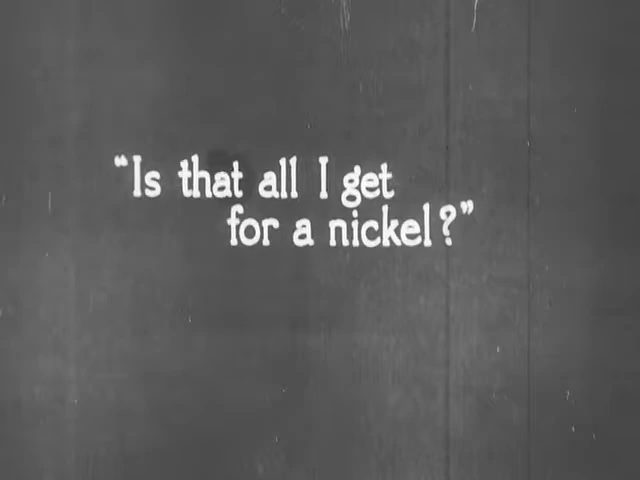 “Is that all I get
for a nickel?”